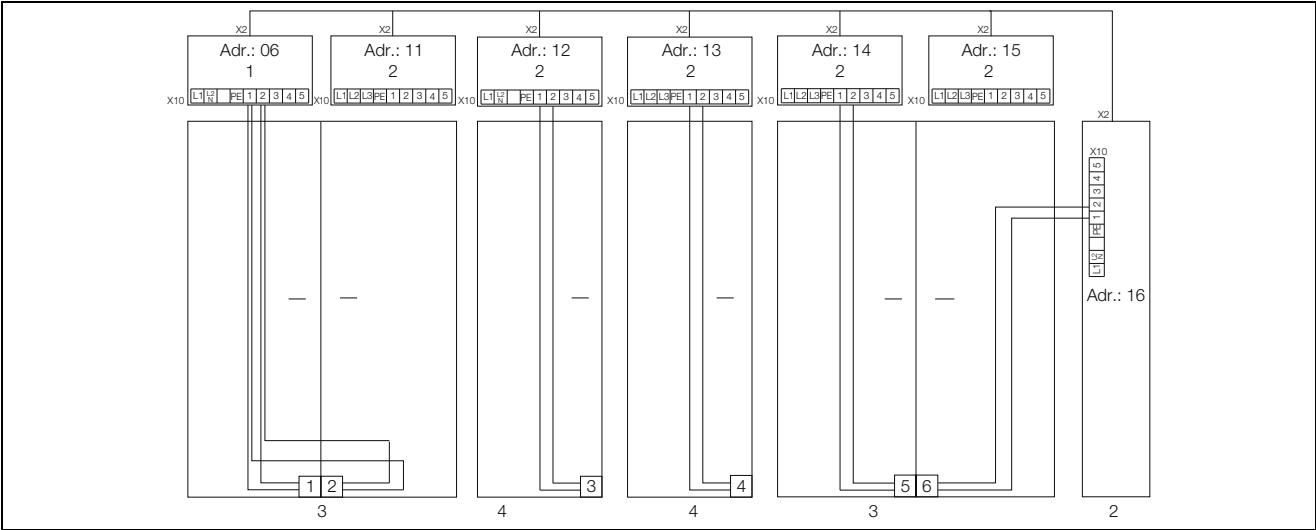 X2 X2 X2 X2 X2 X2
Adr.: 06 Adr.: 11 Adr.: 12 Adr.: 13 Adr.: 14 Adr.: 15
1 2 2 2 2 2
X10 L1 L2 N PE 1 2 3 4 5
X10 L1 L2 L3 PE 1 2 3 4 5
X10 L1 L2 N PE 1 2 3 4 5
X10 L1 L2 L3 PE 1 2 3 4 5
X10 L1 L2 L3 PE 1 2 3 4 5
X10 L1 L2 L3 PE 1 2 3 4 5
X2
X10
5
4
3
2
1
PE
L2 N
L1
Adr.: 16
1 2 3 4 5 6
3 4 4 3 2